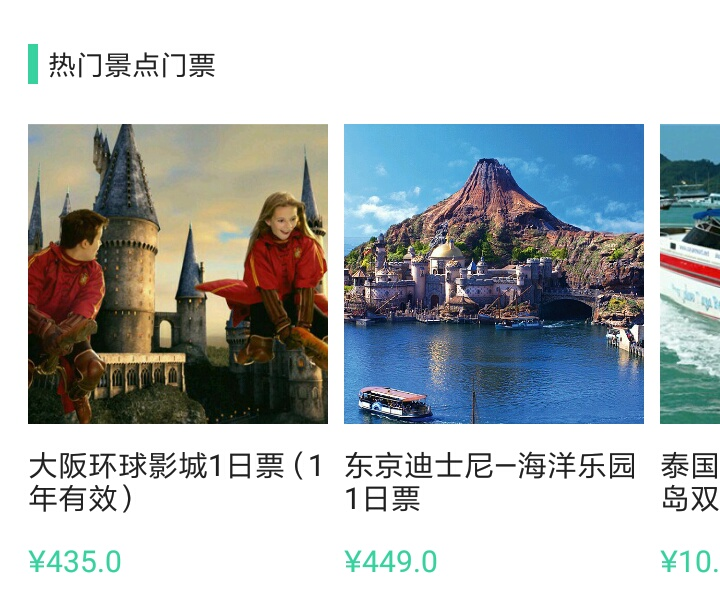 热门景点门票
大阪环球影城1日票（1
年有效）
¥435.0
东京迪士尼—海洋乐园
1日票
¥449.0
泰国
岛双
¥10.